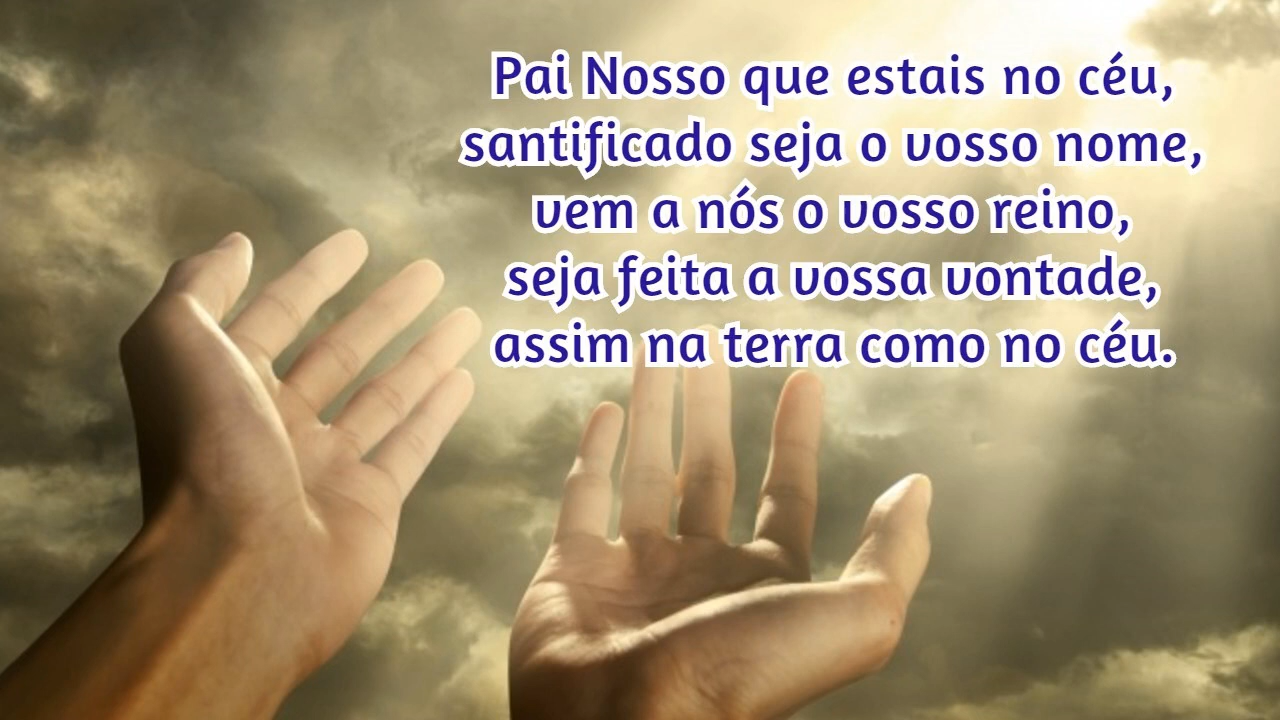 Pai Nosso que estais no céu,
santificado seja o vosso nome,
vem a nós o vosso reino,
seja feita a vossa vontade,
assim na terra como no céu.